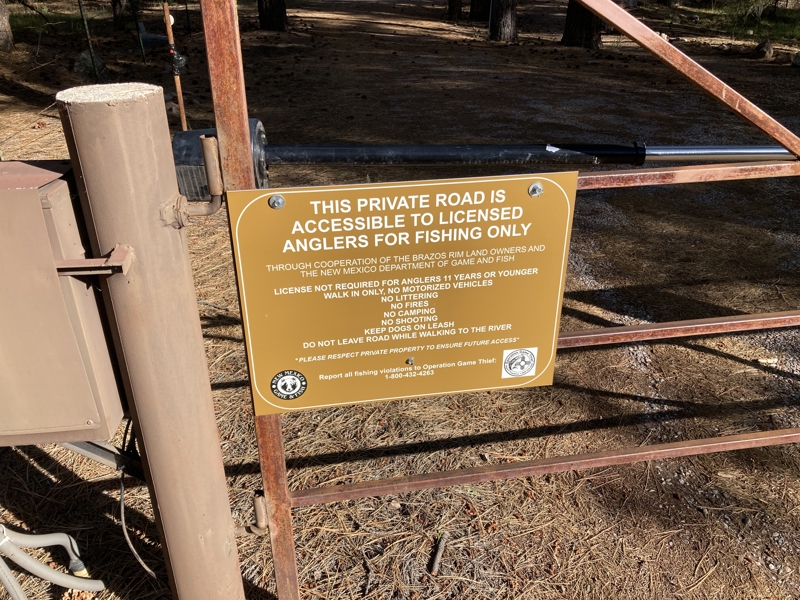 THIS PRIVATE ROAD IS
ACCESSIBLE TO LICENSED
ANGLERS FOR FISHING ONLY
THROUGH COOPERATION OF THE BRAZOS RIM LAND OWNERS AND
THE NEW MEXICO DEPARTMENT OF GAME AND FISH
LICENSE NOT REQUIRED FOR ANGLERS 11 YEARS OR YOUNGER
WALK IN ONLY, NO MOTORIZED VEHICLES
NO LITTERING
NO FIRES
NO CAMPING
NO SHOOTING
KEEP DOGS ON LEASH
DO NOT LEAVE ROAD WHILE WALKING TO THE RIVER
"PLEASE RESPECT PRIVATE PROPERTY TO ENSURE FUTURE ACCESS"
Report all fishing violations to Operation Game Thief:
1-800-432-4263
NEW MEXICO
GAME & FISH